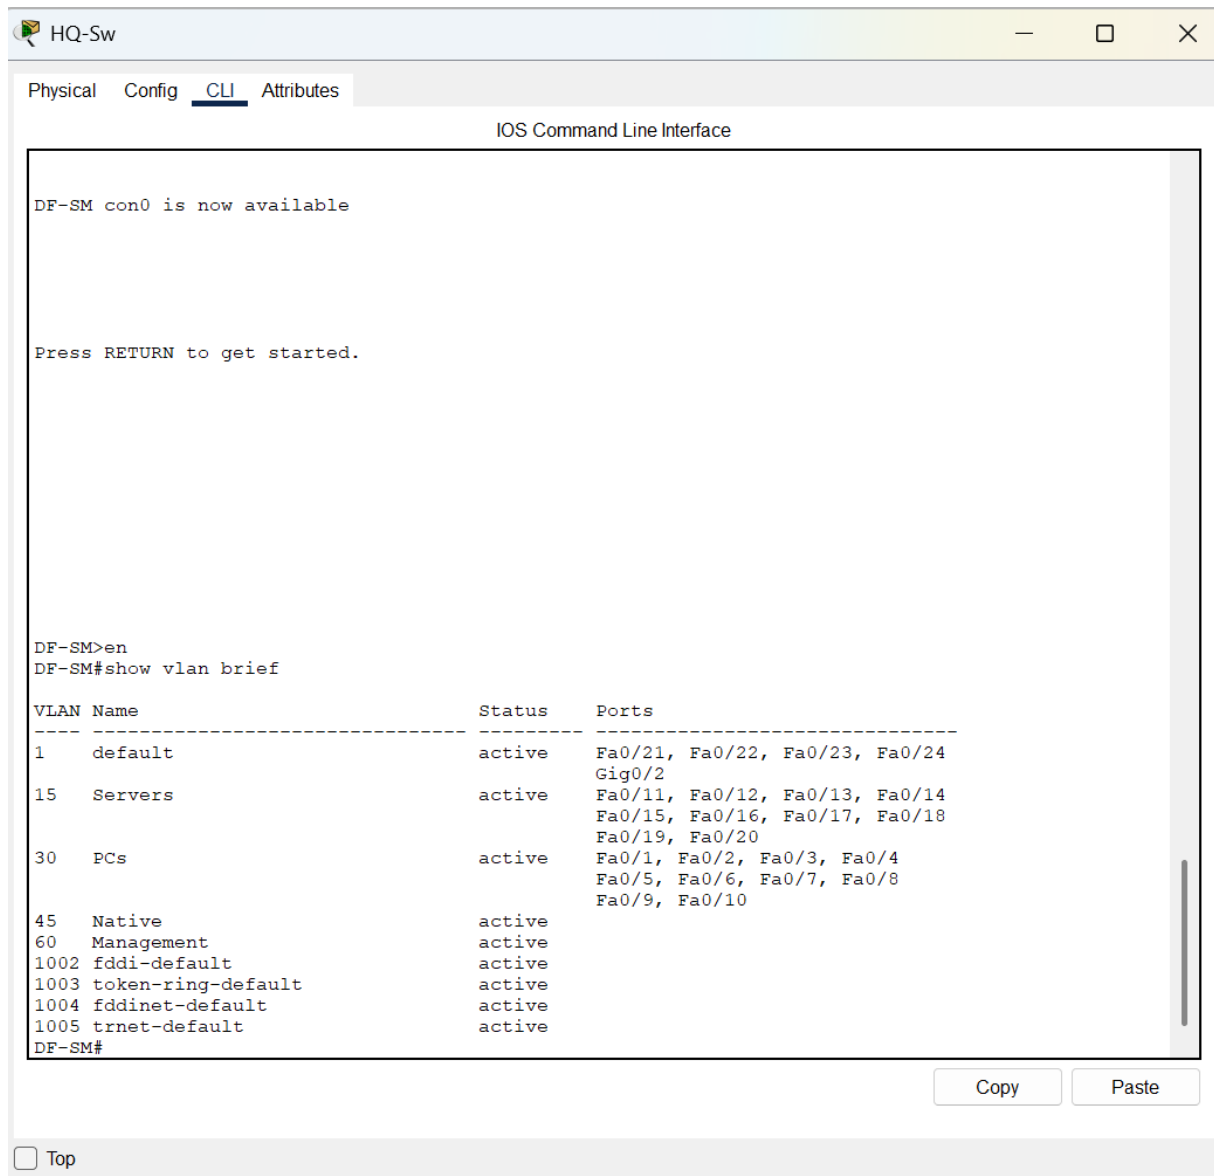 HQ-Sw
Physical Config CLI Attributes
IOS Command Line Interface
DF-SM con0 is now available
Press RETURN to get started.
DF-SM>en
DF-SM#show vlan brief
VLAN Name                             Status    Ports
---- -------------------------------- --------- -------------------------------
1    default                          active    Fa0/21, Fa0/22, Fa0/23, Fa0/24
                                                Gig0/2
15   Servers                          active    Fa0/11, Fa0/12, Fa0/13, Fa0/14
                                                Fa0/15, Fa0/16, Fa0/17, Fa0/18
                                                Fa0/19, Fa0/20
30   PCs                              active    Fa0/1, Fa0/2, Fa0/3, Fa0/4
                                                Fa0/5, Fa0/6, Fa0/7, Fa0/8
                                                Fa0/9, Fa0/10
45   Native                           active
60   Management                       active
1002 fddi-default                     active
1003 token-ring-default               active
1004 fddinet-default                  active
1005 trnet-default                    active
DF-SM#
Copy Paste
Top